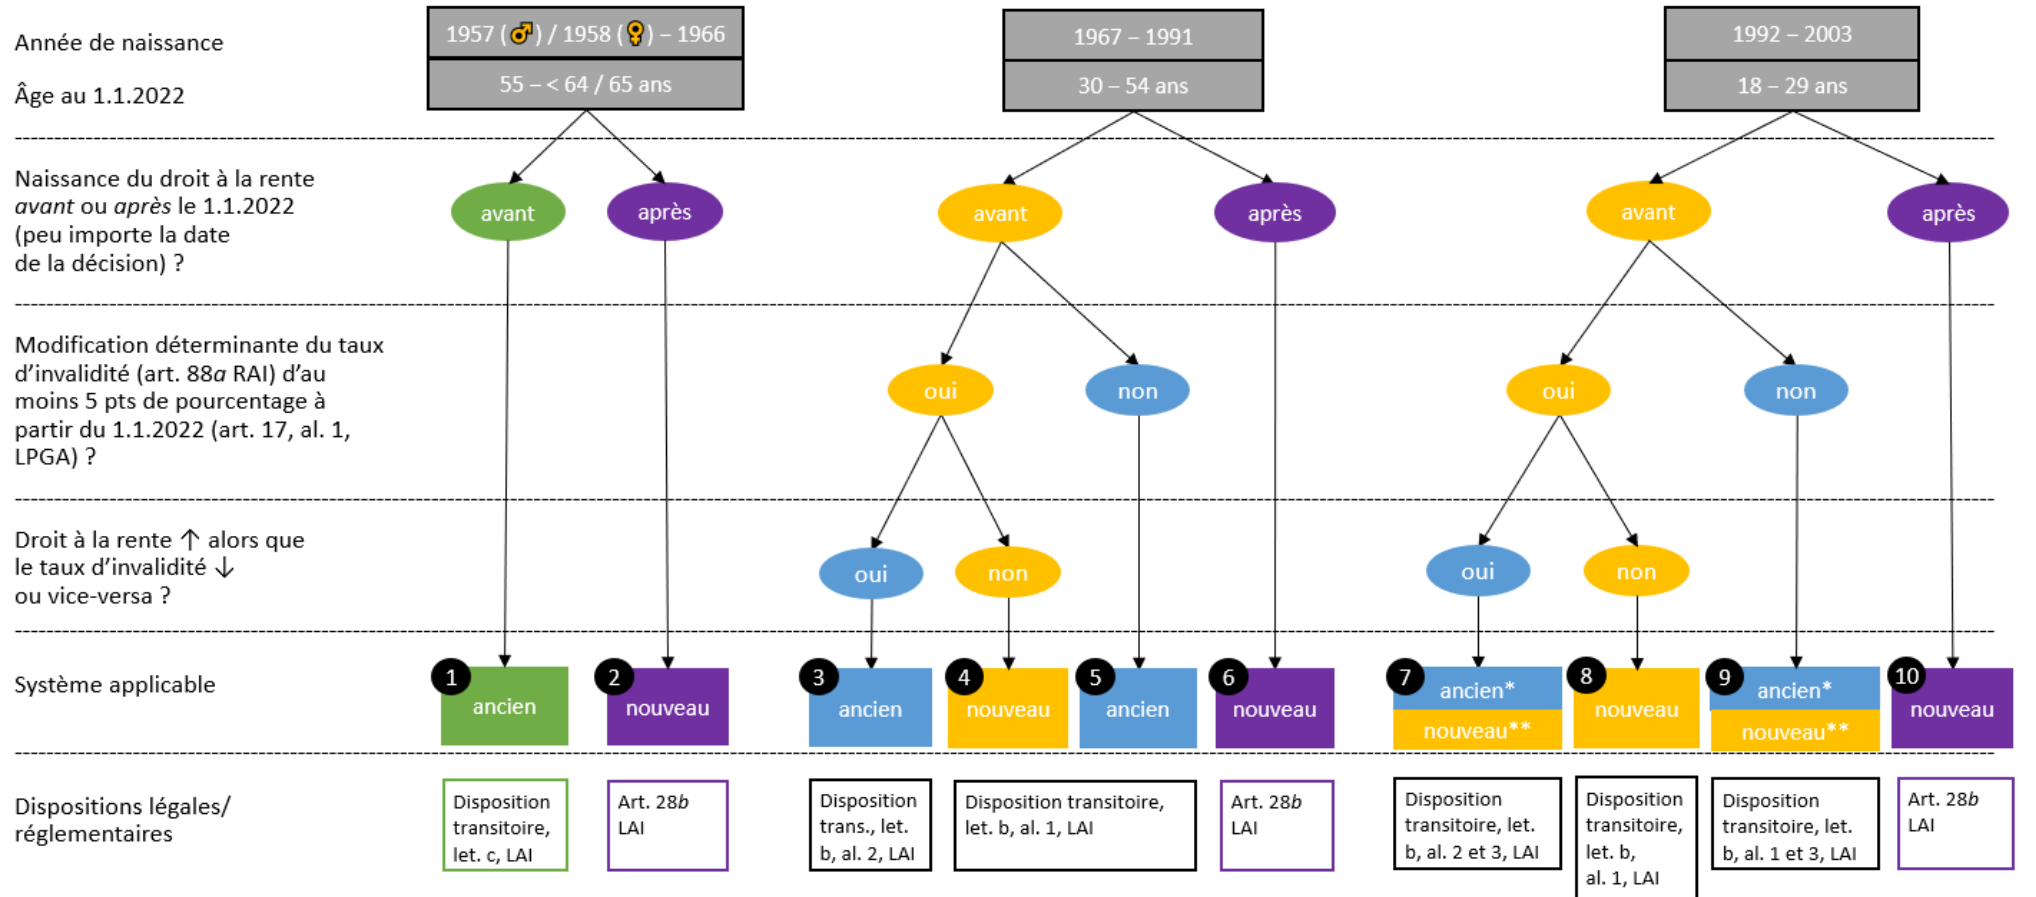 Année de naissance
1957 (♂) / 1958 (♀) – 1966
1967 – 1991
1992 – 2003
Âge au 1.1.2022
55 – < 64 / 65 ans
30 – 54 ans
18 – 29 ans
Naissance du droit à la rente
avant ou après le 1.1.2022
(peu importe la date
de la décision) ?
avant
après
avant
après
avant
après
Modification déterminante du taux
d’invalidité (art. 88a RAI) d’au
moins 5 pts de pourcentage à
partir du 1.1.2022 (art. 17, al. 1,
LPGA) ?
oui
non
oui
non
Droit à la rente ↑ alors que
le taux d’invalidité ↓
ou vice-versa ?
oui
non
oui
non
Système applicable
1
ancien
2
nouveau
3
ancien
4
nouveau
5
ancien
6
nouveau
7
ancien*
nouveau**
8
nouveau
9
ancien*
nouveau**
10
nouveau
Dispositions légales/
réglementaires
Disposition
transitoire,
let. c, LAI
Art. 28b
LAI
Disposition
trans., let.
b, al. 2, LAI
Disposition transitoire,
let. b, al. 1, LAI
Art. 28b
LAI
Disposition
transitoire, let.
b, al. 2 et 3, LAI
Disposition
transitoire,
let. b,
al. 1, LAI
Disposition
transitoire, let.
b, al. 1 et 3, LAI
Art. 28b
LAI